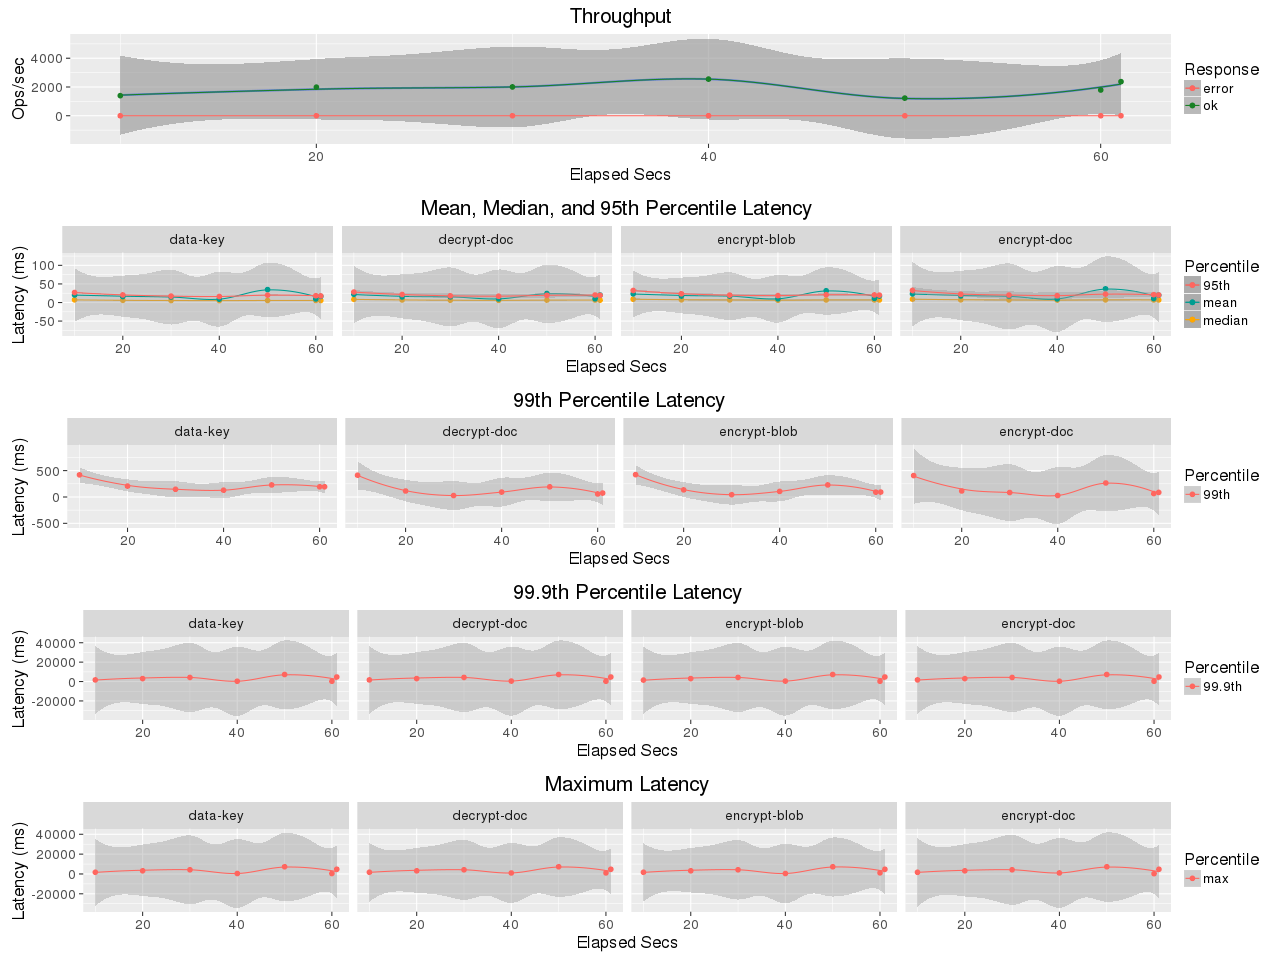 Throughput
Ops/sec
4000
2000
0
20 40 60
Elapsed Secs
Response
error
ok
Mean, Median, and 95th Percentile Latency
data-key decrypt-doc encrypt-blob encrypt-doc
Latency (ms)
100
50
0
-50
20 40 60 20 40 60 20 40 60 20 40 60
Elapsed Secs
Percentile
95th
mean
median
99th Percentile Latency
data-key decrypt-doc encrypt-blob encrypt-doc
Latency (ms)
500
0
-500
20 40 60 20 40 60 20 40 60 20 40 60
Elapsed Secs
Percentile
99th
99.9th Percentile Latency
data-key decrypt-doc encrypt-blob encrypt-doc
Latency (ms)
40000
20000
0
-20000
20 40 60 20 40 60 20 40 60 20 40 60
Elapsed Secs
Percentile
99.9th
Maximum Latency
data-key decrypt-doc encrypt-blob encrypt-doc
Latency (ms)
40000
20000
0
-20000
20 40 60 20 40 60 20 40 60 20 40 60
Elapsed Secs
Percentile
max